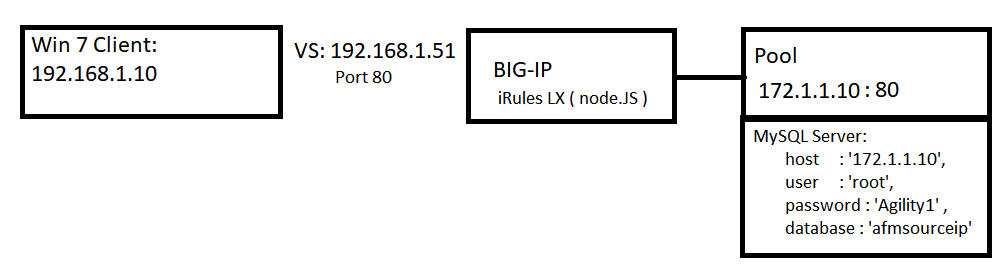 Win 7 Client:
192.168.1.10
VS: 192.168.1.51
Port 80
BIG-IP
iRules LX ( node.JS )
Pool
172.1.1.10 : 80
MySQL Server:
host : '172.1.1.10',
user : 'root',
password : 'Agility1' ,
database : 'afmsourceip'